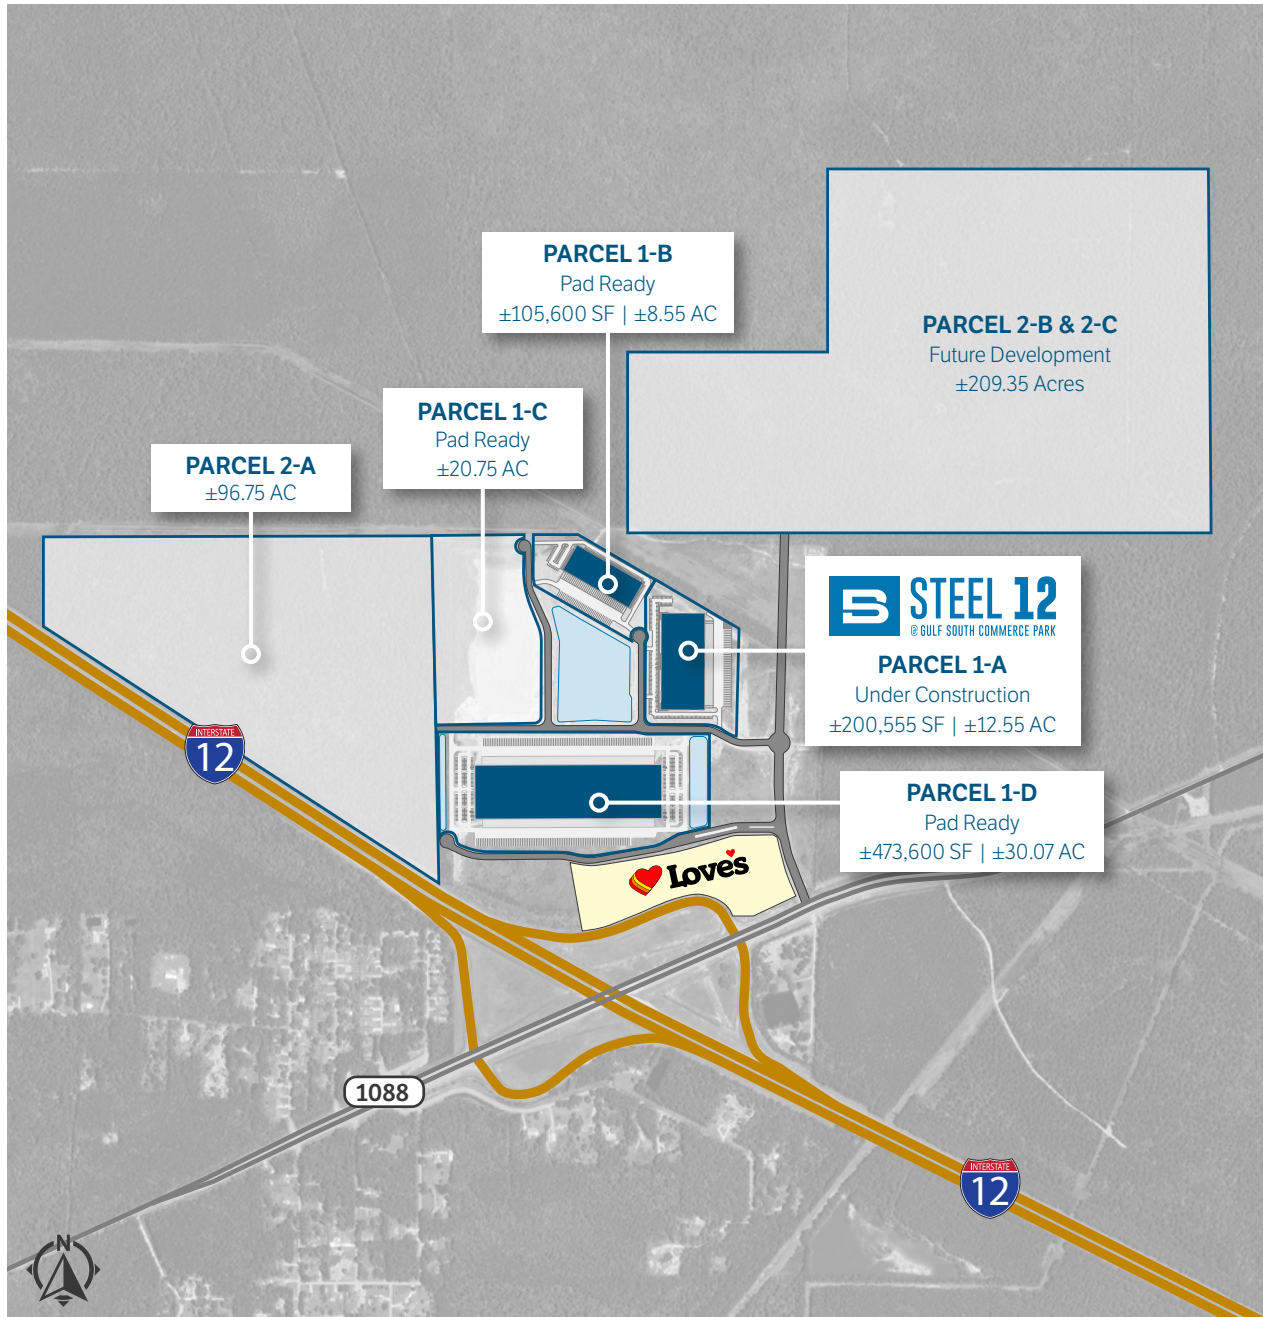 PARCEL 1-B
Pad Ready
±105,600 SF | ±8.55 AC
PARCEL 2-B & 2-C
Future Development
±209.35 Acres
PARCEL 1-C
Pad Ready
±20.75 AC
PARCEL 2-A
±96.75 AC
STEEL 12
@ GULF SOUTH COMMERCE PARK
PARCEL 1-A
Under Construction
±200,555 SF | ±12.55 AC
INTERSTATE
12
PARCEL 1-D
Pad Ready
±473,600 SF | ±30.07 AC
Love's
1088
INTERSTATE
12
N